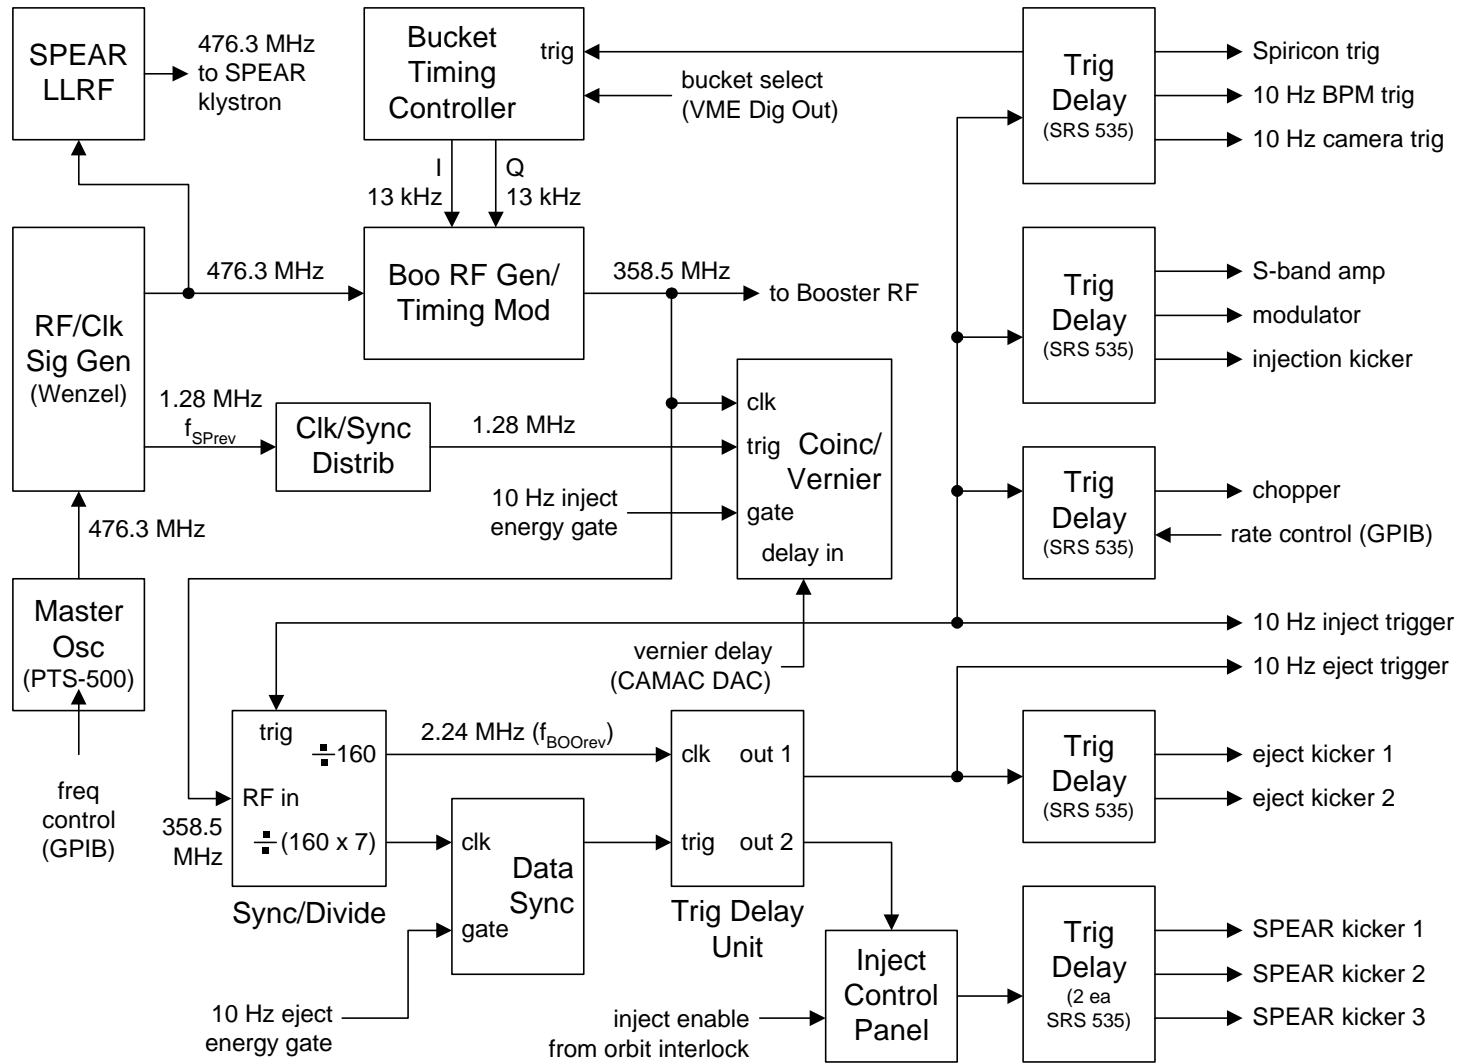 SPEAR
LLRF
476.3 MHz
to SPEAR
klystron
Bucket
Timing
Controller
trig
bucket select
(VME Dig Out)
Trig
Delay
(SRS 535)
Spiricon trig
10 Hz BPM trig
10 Hz camera trig
I
13 kHz
Q
13 kHz
RF/Clk
Sig Gen
(Wenzel)
476.3 MHz
Boo RF Gen/
Timing Mod
358.5 MHz
to Booster RF
Trig
Delay
(SRS 535)
S-band amp
modulator
injection kicker
1.28 MHz
fSPrev
Clk/Sync
Distrib
1.28 MHz
clk
trig
gate
delay in
Coinc/
Vernier
10 Hz inject
energy gate
Trig
Delay
(SRS 535)
chopper
rate control (GPIB)
476.3 MHz
Master
Osc
(PTS-500)
freq
control
(GPIB)
vernier delay
(CAMAC DAC)
10 Hz inject trigger
10 Hz eject trigger
trig
÷160
RF in
÷(160 x 7)
Sync/Divide
358.5
MHz
2.24 MHz (fBOOrev)
clk
gate
Data
Sync
10 Hz eject
energy gate
clk out 1
trig out 2
Trig Delay
Unit
Trig
Delay
(SRS 535)
eject kicker 1
eject kicker 2
Inject
Control
Panel
inject enable
from orbit interlock
Trig
Delay
(2 ea
SRS 535)
SPEAR kicker 1
SPEAR kicker 2
SPEAR kicker 3